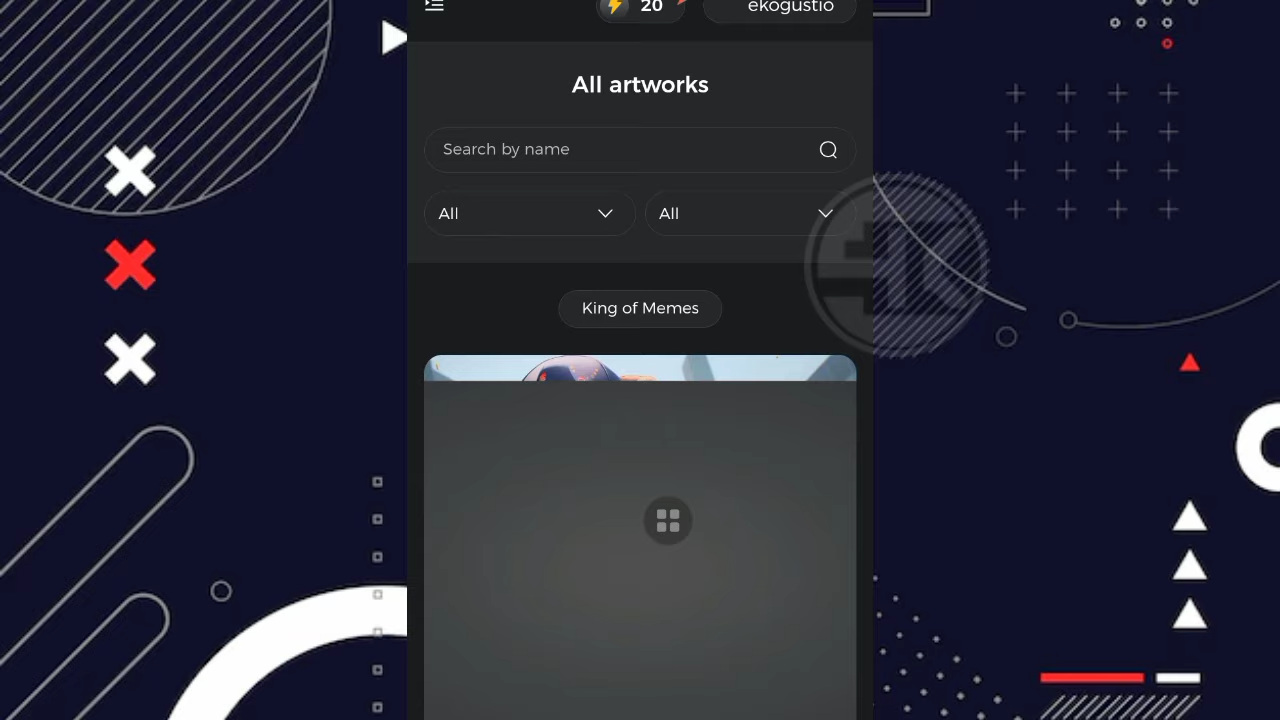 20
ekogustio
All artworks
Search by name
All
All
King of Memes